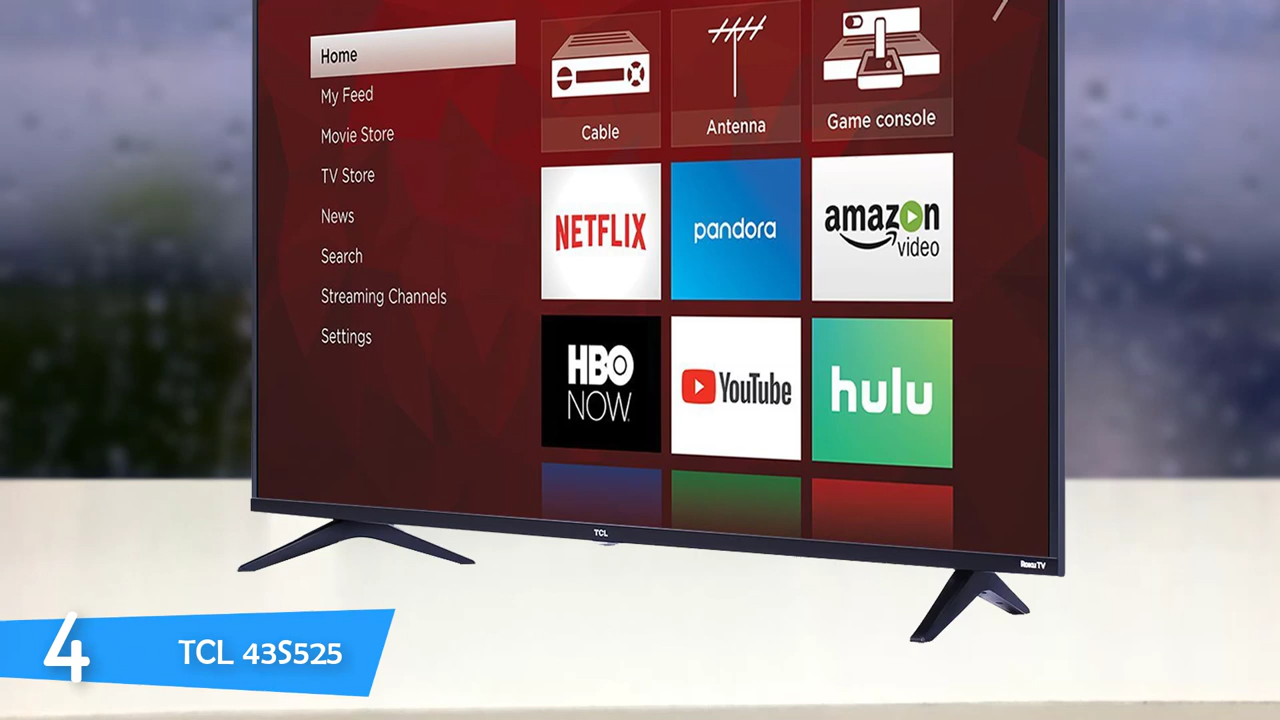 Home
My Feed
Movie Store
TV Store
News
Search
Streaming Channels
Settings
Cable
Antenna
Game console
NETFLIX
pandora
amazon
video
HBO
NOW
YouTube
hulu
TCL
Roku TV
4
TCL 43S525